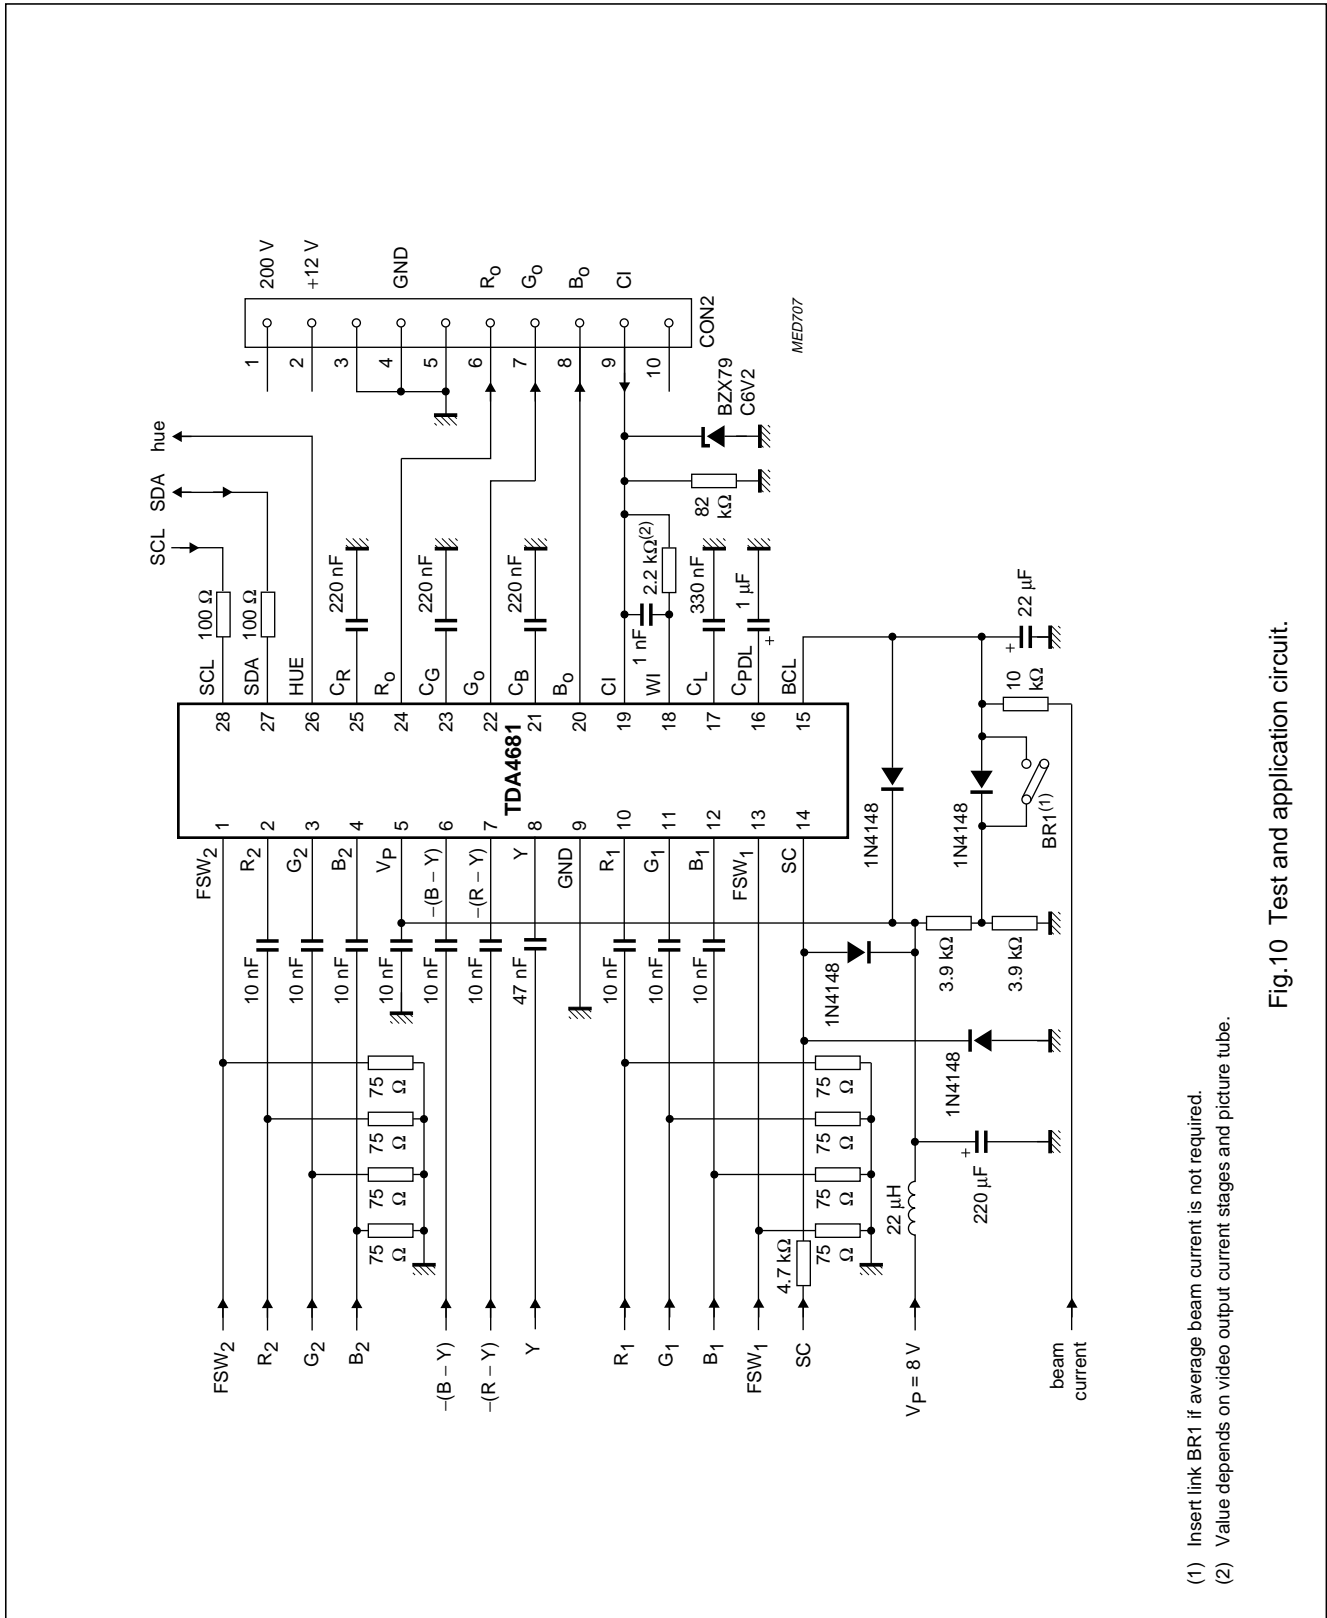 SCL
SDA
hue
100 Ω
100 Ω
220 nF
220 nF
220 nF
1 nF
2.2 kΩ(2)
330 nF
1 µF
+
82
kΩ
BZX79
C6V2
1
2
3
4
5
6
7
8
9
10
200 V
+12 V
GND
RO
GO
BO
CI
CON2
MED707
SCL
SDA
HUE
CR
RO
CG
GO
CB
BO
CI
WI
CL
CPDL
BCL
28
27
26
25
24
23
22
21
20
19
18
17
16
15
TDA4681
1
2
3
4
5
6
7
8
9
10
11
12
13
14
FSW2
R2
G2
B2
VP
−(B − Y)
−(R − Y)
Y
GND
R1
G1
B1
FSW1
SC
10 nF
10 nF
10 nF
10 nF
10 nF
10 nF
47 nF
10 nF
10 nF
10 nF
75
Ω
75
Ω
75
Ω
75
Ω
75
Ω
75
Ω
75
Ω
75
Ω
FSW2
R2
G2
B2
−(B − Y)
−(R − Y)
Y
R1
G1
B1
FSW1
SC
VP = 8 V
beam
current
4.7 kΩ
22 µH
+
220 µF
1N4148
1N4148
1N4148
1N4148
3.9 kΩ
3.9 kΩ
BR1(1)
10
kΩ
+
22 µF
(1) Insert link BR1 if average beam current is not required.
(2) Value depends on video output current stages and picture tube.
Fig.10 Test and application circuit.